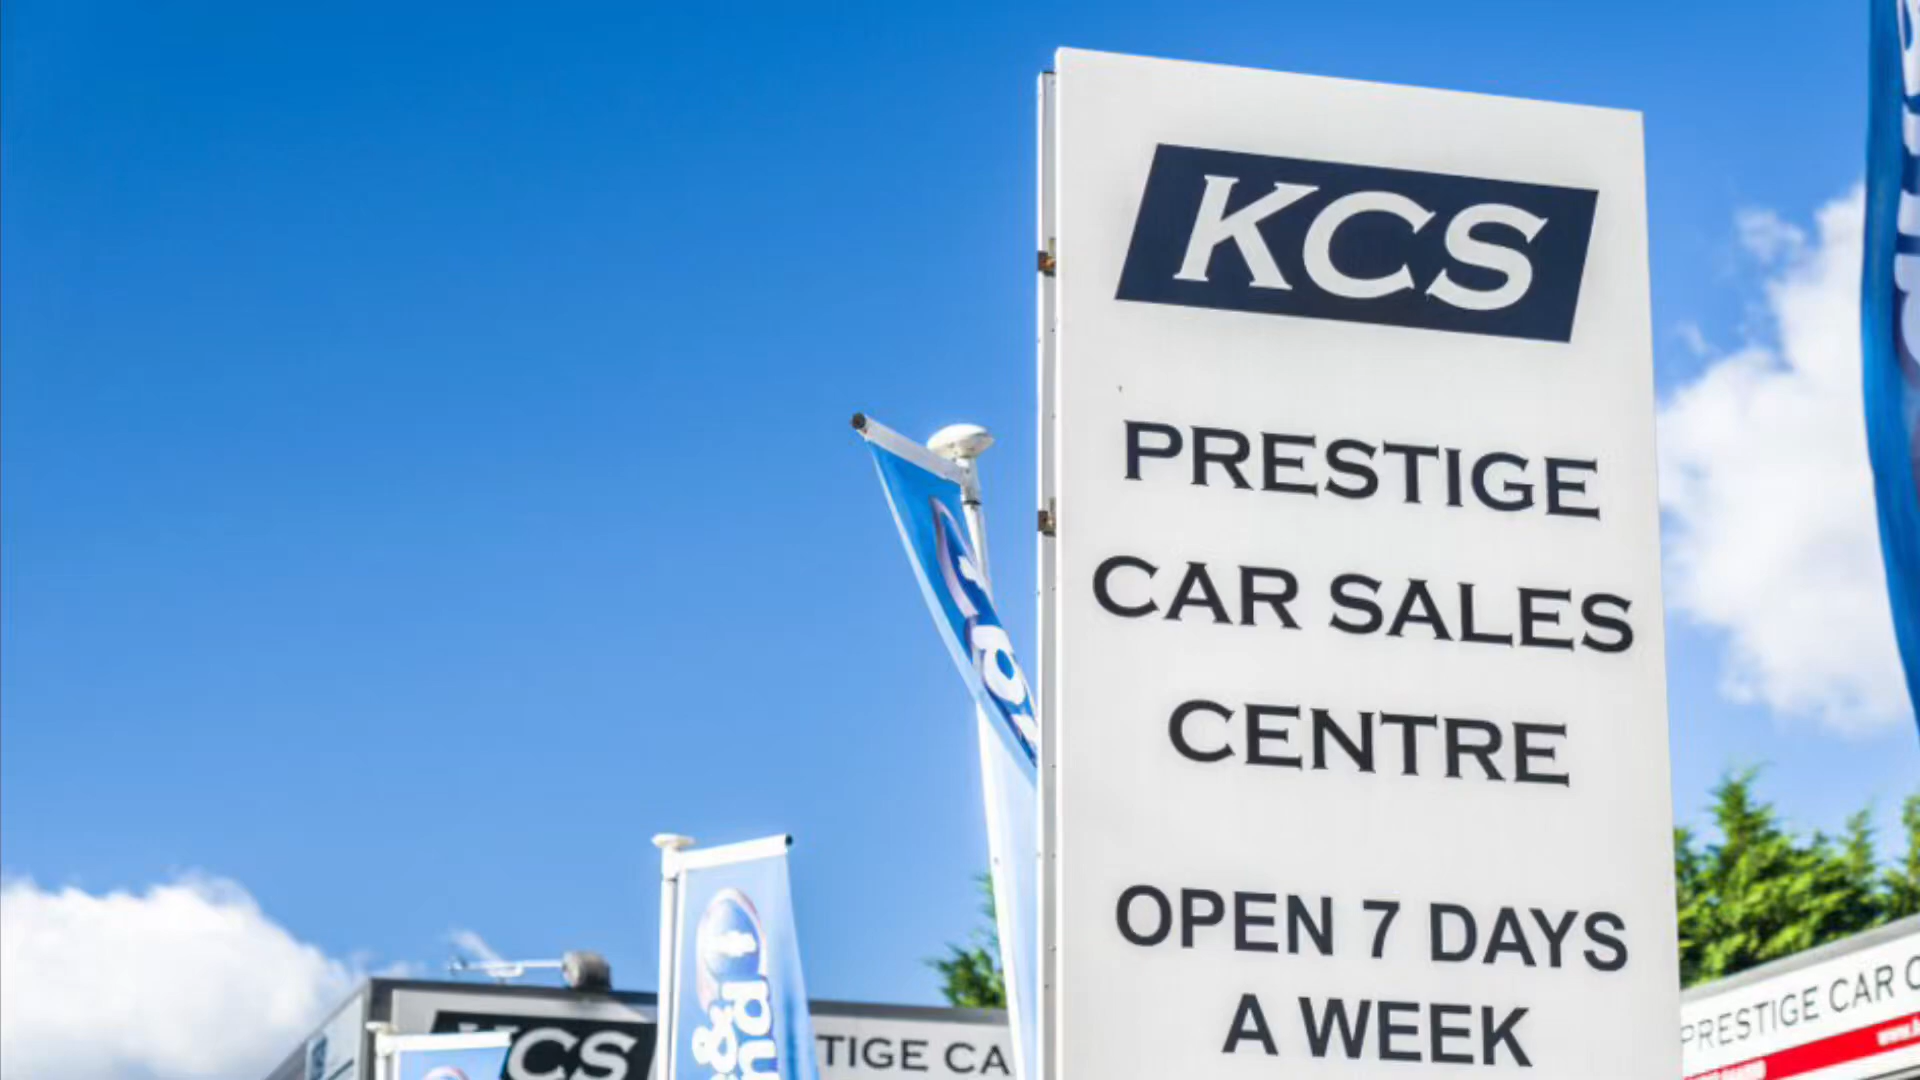 KCS
PRESTIGE
CAR SALES
CENTRE
OPEN 7 DAYS
A WEEK
KCS
TIGE CA
PRESTIGE CAR C